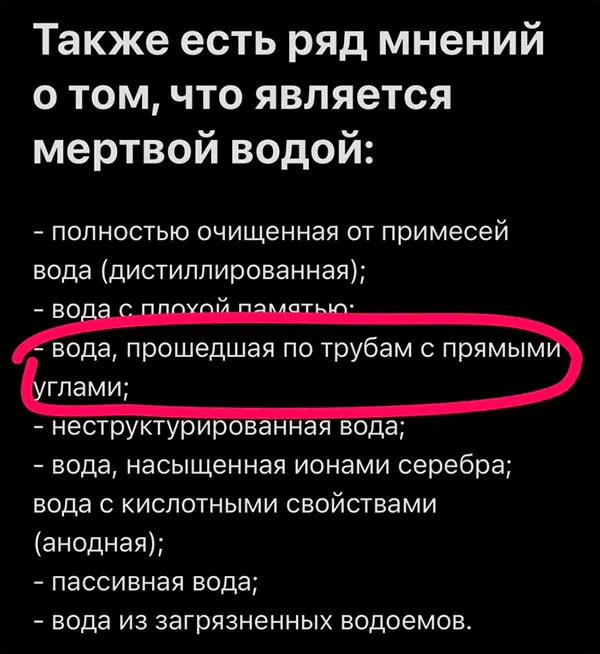 Также есть ряд мнений
о том, что является
мертвой водой:
- полностью очищенная от примесей
вода (дистиллированная);
- вода с плохой памятью;
- вода, прошедшая по трубам с прямыми
углами;
- неструктурированная вода;
- вода, насыщенная ионами серебра;
вода с кислотными свойствами
(анодная);
- пассивная вода;
- вода из загрязненных водоемов.